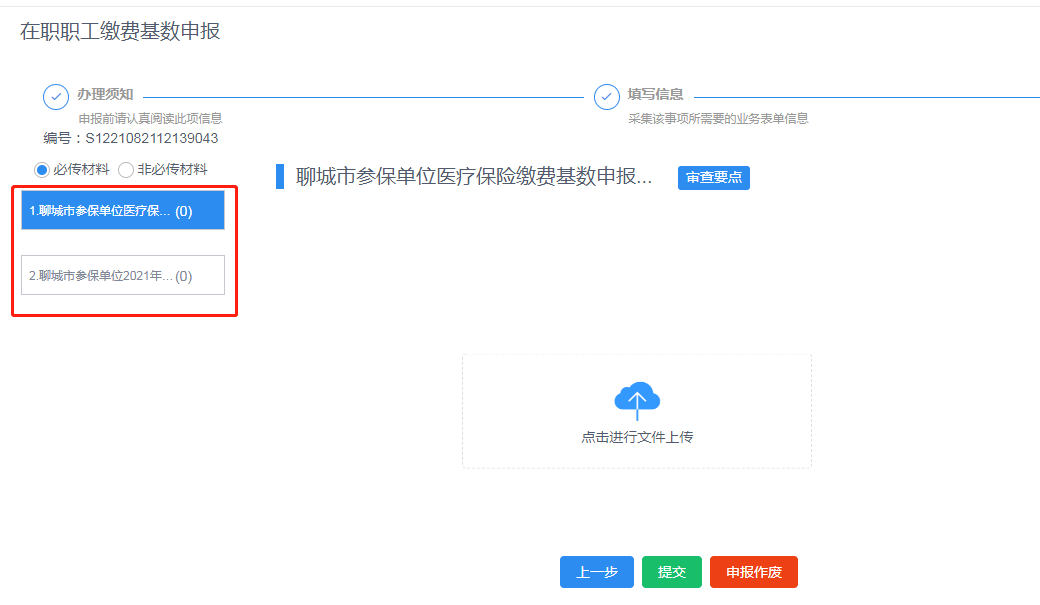 在职职工缴费基数申报
办理须知
申报前请认真阅读此项信息
填写信息
采集该事项所需要的业务表单信息
编号：S1221082112139043
必传材料 非必传材料
1.聊城市参保单位医疗保... (0)
2.聊城市参保单位2021年... (0)
聊城市参保单位医疗保险缴费基数申报...
审查要点
点击进行文件上传
上一步 提交 申报作废